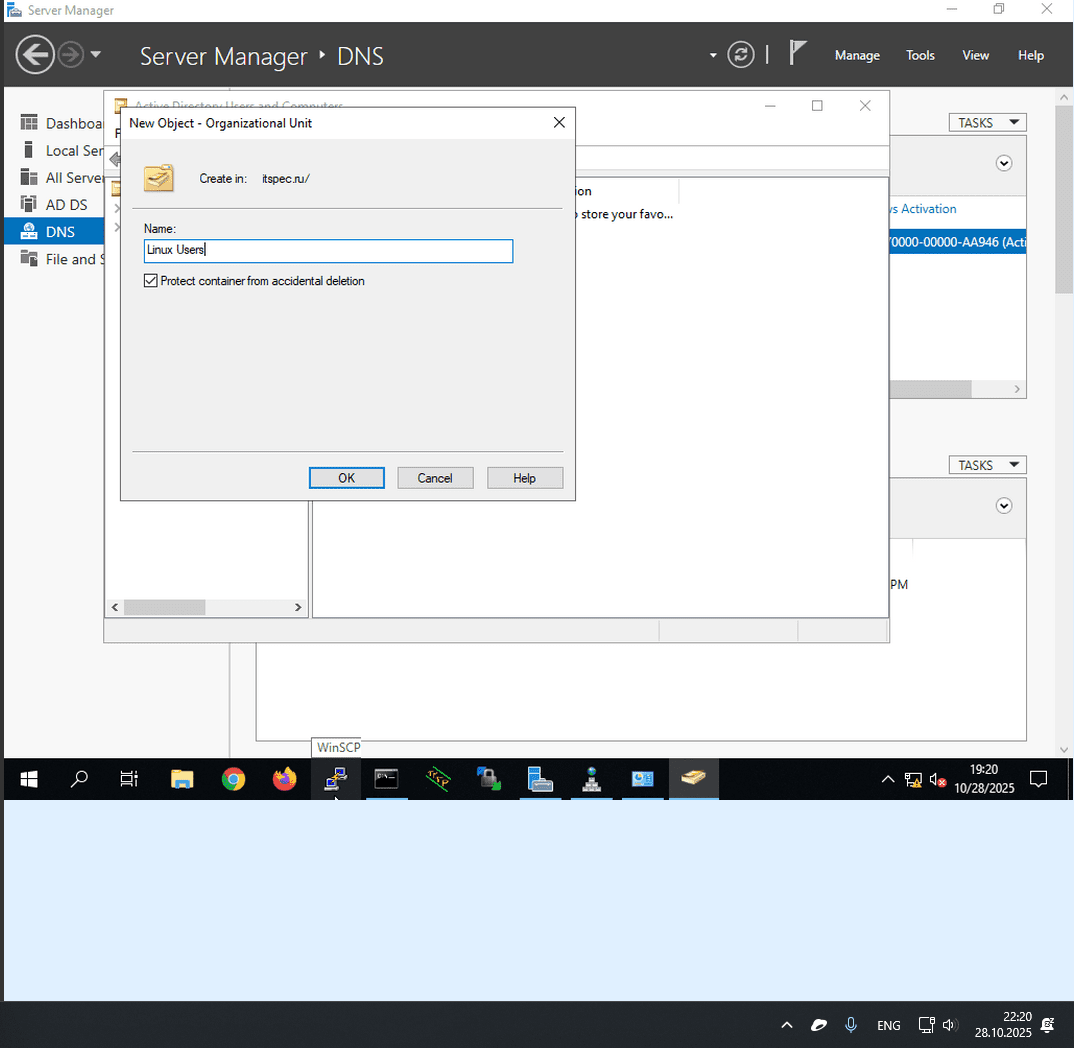 Server Manager
Server Manager
DNS
Manage
Tools
View
Help
Dashboa
Local Ser
All Server
AD DS
DNS
File and S
Active Directory Users and Computers
F
New Object - Organizational Unit
Create in:
itspec.ru/
Name:
Linux Users
Protect container from accidental deletion
OK
Cancel
Help
ion
o store your favo...
TASKS
vs Activation
0000-00000-AA946 (Acti
TASKS
PM
WinSCP
19:20
10/28/2025
ENG
22:20
28.10.2025